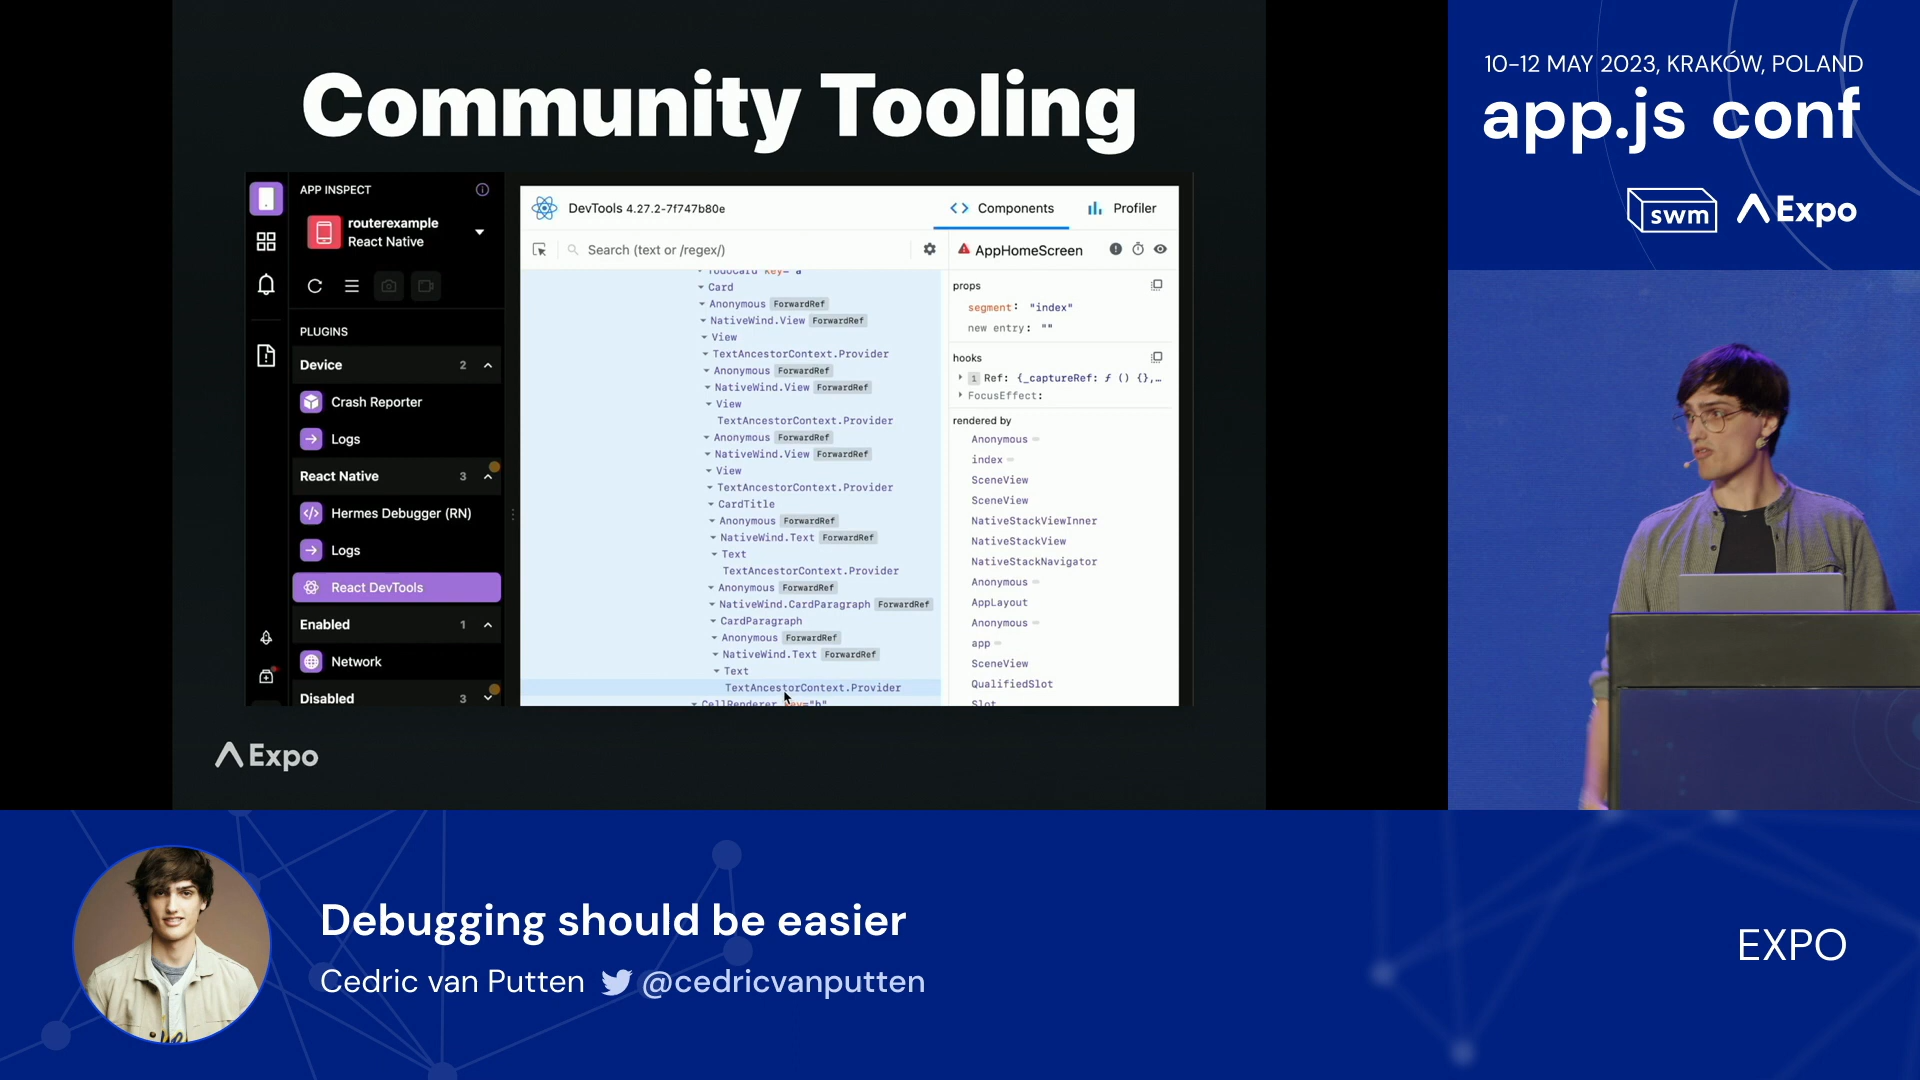 Community Tooling
APP INSPECT
routerexample
React Native
PLUGINS
Device 2
Crash Reporter
Logs
React Native 3
Hermes Debugger (RN)
Logs
React DevTools
Enabled 1
Network
Disabled 3
DevTools 4.27.2-7f747b80e
Components
Profiler
Search (text or /regex/)
TodoCard key="a"
Card
Anonymous ForwardRef
NativeWind.View ForwardRef
View
TextAncestorContext.Provider
Anonymous ForwardRef
NativeWind.View ForwardRef
View
TextAncestorContext.Provider
Anonymous ForwardRef
NativeWind.View ForwardRef
View
TextAncestorContext.Provider
CardTitle
Anonymous ForwardRef
NativeWind.Text ForwardRef
Text
TextAncestorContext.Provider
Anonymous ForwardRef
NativeWind.CardParagraph ForwardRef
CardParagraph
Anonymous ForwardRef
NativeWind.Text ForwardRef
Text
TextAncestorContext.Provider
CellRenderer key="b"
AppHomeScreen
props
segment: "index"
new entry: ""
hooks
1 Ref: {_captureRef: ƒ () {},…
FocusEffect:
rendered by
Anonymous
index
SceneView
SceneView
NativeStackViewInner
NativeStackView
NativeStackNavigator
Anonymous
AppLayout
Anonymous
app
SceneView
QualifiedSlot
Slot
Expo
10–12 MAY 2023, KRAKÓW, POLAND
app.js conf
swm
Expo
Debugging should be easier
Cedric van Putten @cedricvanputten
EXPO